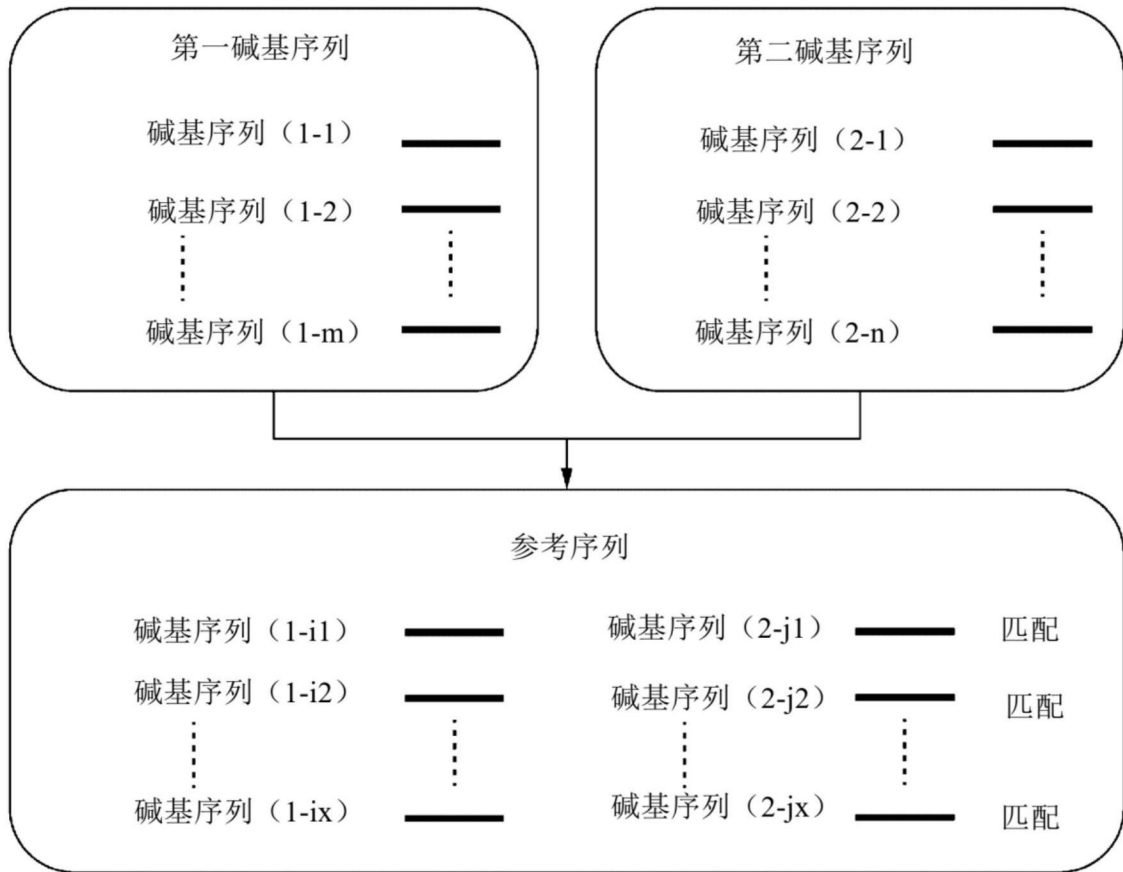 第一碱基序列
碱基序列（1-1）
碱基序列（1-2）
碱基序列（1-m）
第二碱基序列
碱基序列（2-1）
碱基序列（2-2）
碱基序列（2-n）
参考序列
碱基序列（1-i1） 碱基序列（2-j1） 匹配
碱基序列（1-i2） 碱基序列（2-j2） 匹配
碱基序列（1-ix） 碱基序列（2-jx） 匹配